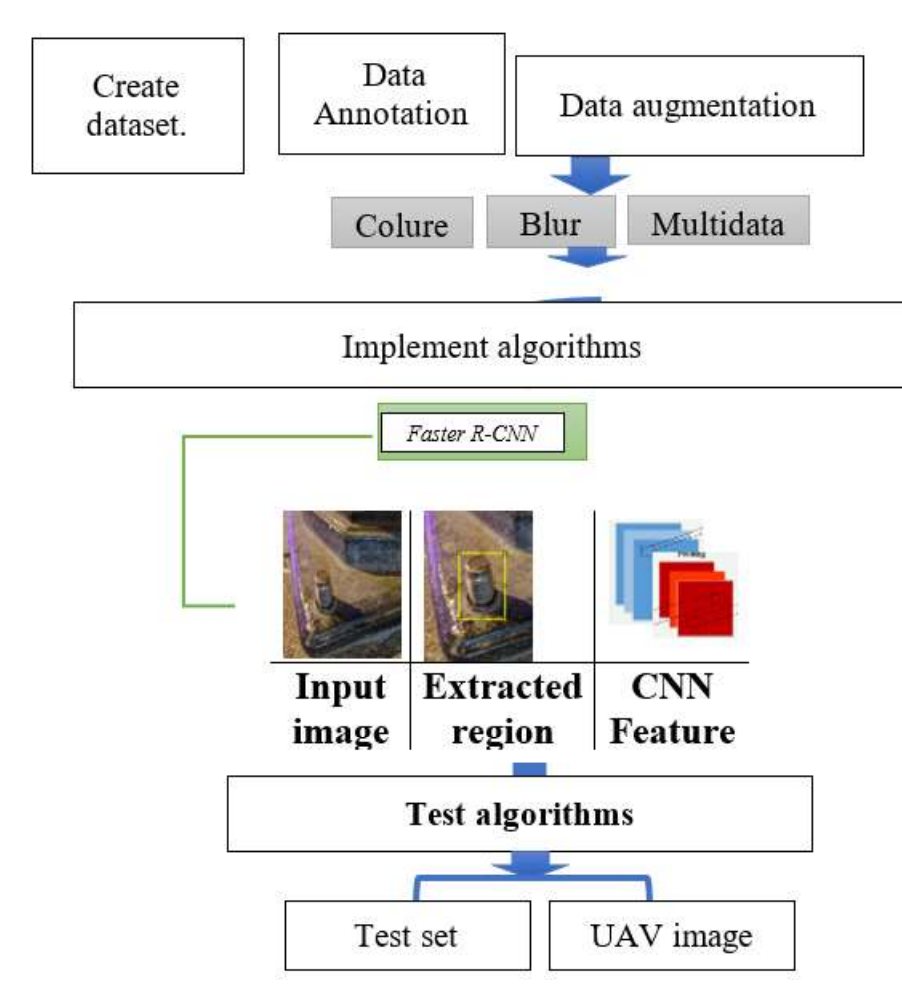 Create
dataset.
Data
Annotation
Data augmentation
Colure
Blur
Multidata
Implement algorithms
Faster R-CNN
Input
image
Extracted
region
CNN
Feature
Test algorithms
Test set
UAV image